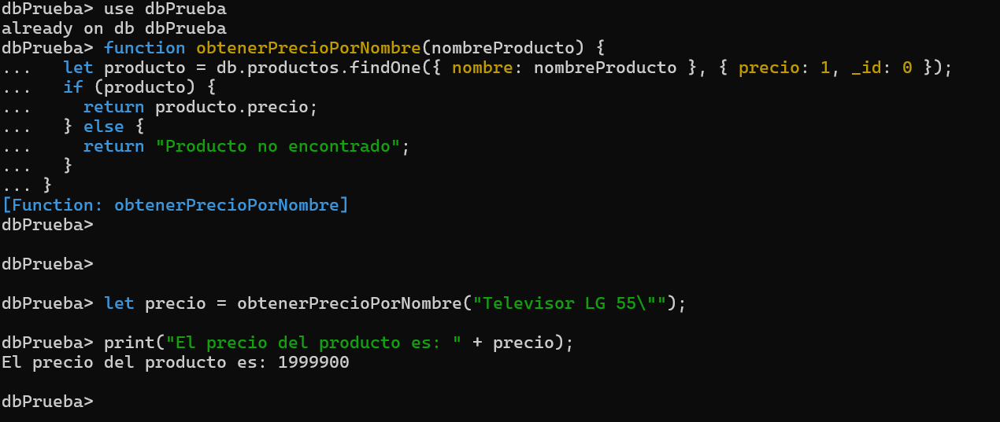 dbPrueba> use dbPrueba
already on db dbPrueba
dbPrueba> function obtenerPrecioPorNombre(nombreProducto) {
...   let producto = db.productos.findOne({ nombre: nombreProducto }, { precio: 1, _id: 0 });
...   if (producto) {
...     return producto.precio;
...   } else {
...     return "Producto no encontrado";
...   }
... }
[Function: obtenerPrecioPorNombre]
dbPrueba>
dbPrueba>
dbPrueba> let precio = obtenerPrecioPorNombre("Televisor LG 55\"");
dbPrueba> print("El precio del producto es: " + precio);
El precio del producto es: 1999900
dbPrueba>